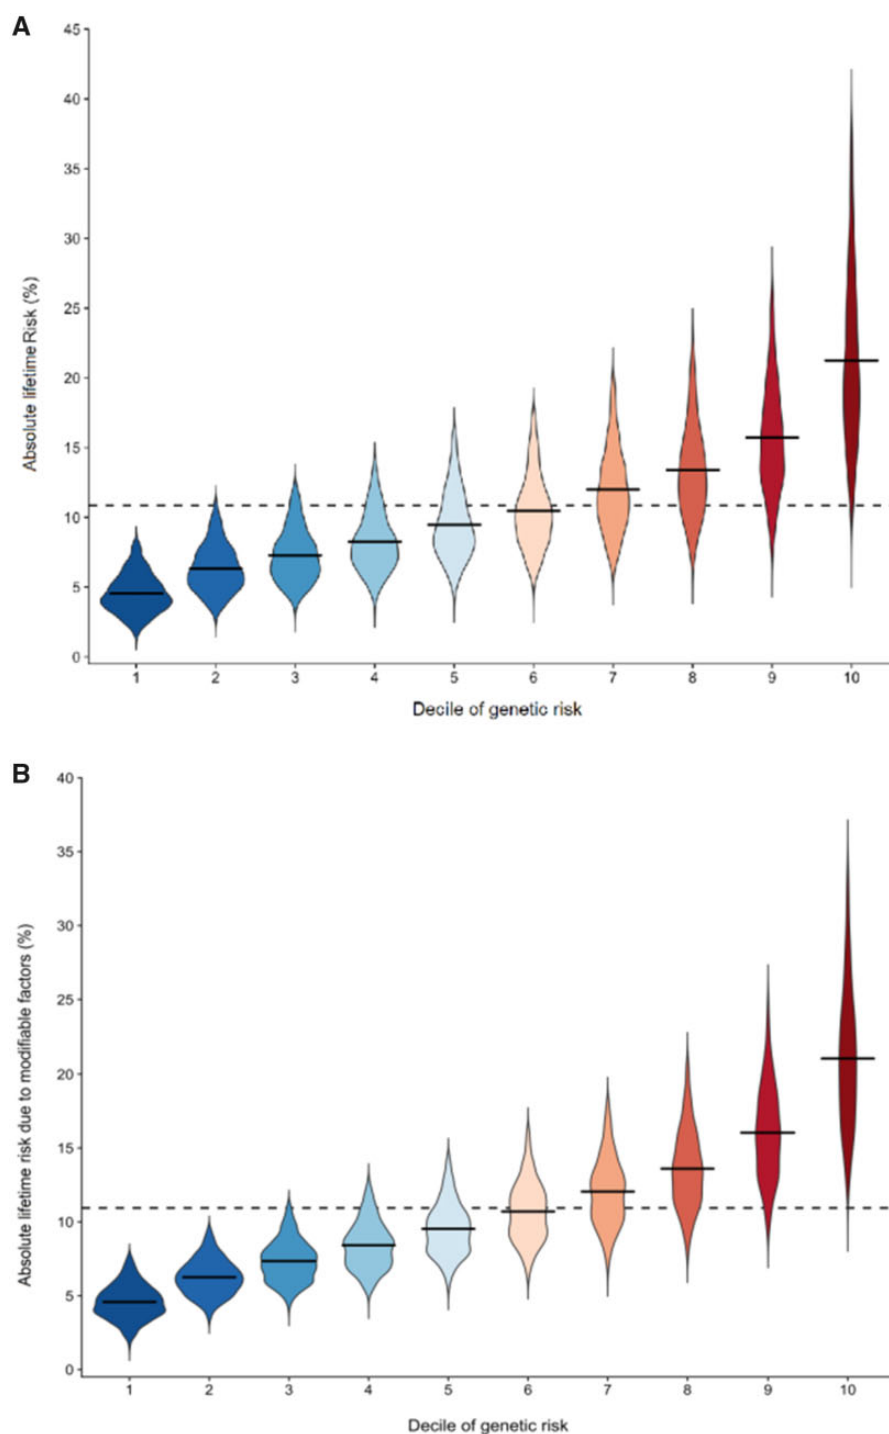 A
45
40
35
30
25
20
15
10
5
0
Absolute lifetime Risk (%)
1 2 3 4 5 6 7 8 9 10
Decile of genetic risk
B
40
35
30
25
20
15
10
5
0
Absolute lifetime risk due to modifiable factors (%)
1 2 3 4 5 6 7 8 9 10
Decile of genetic risk